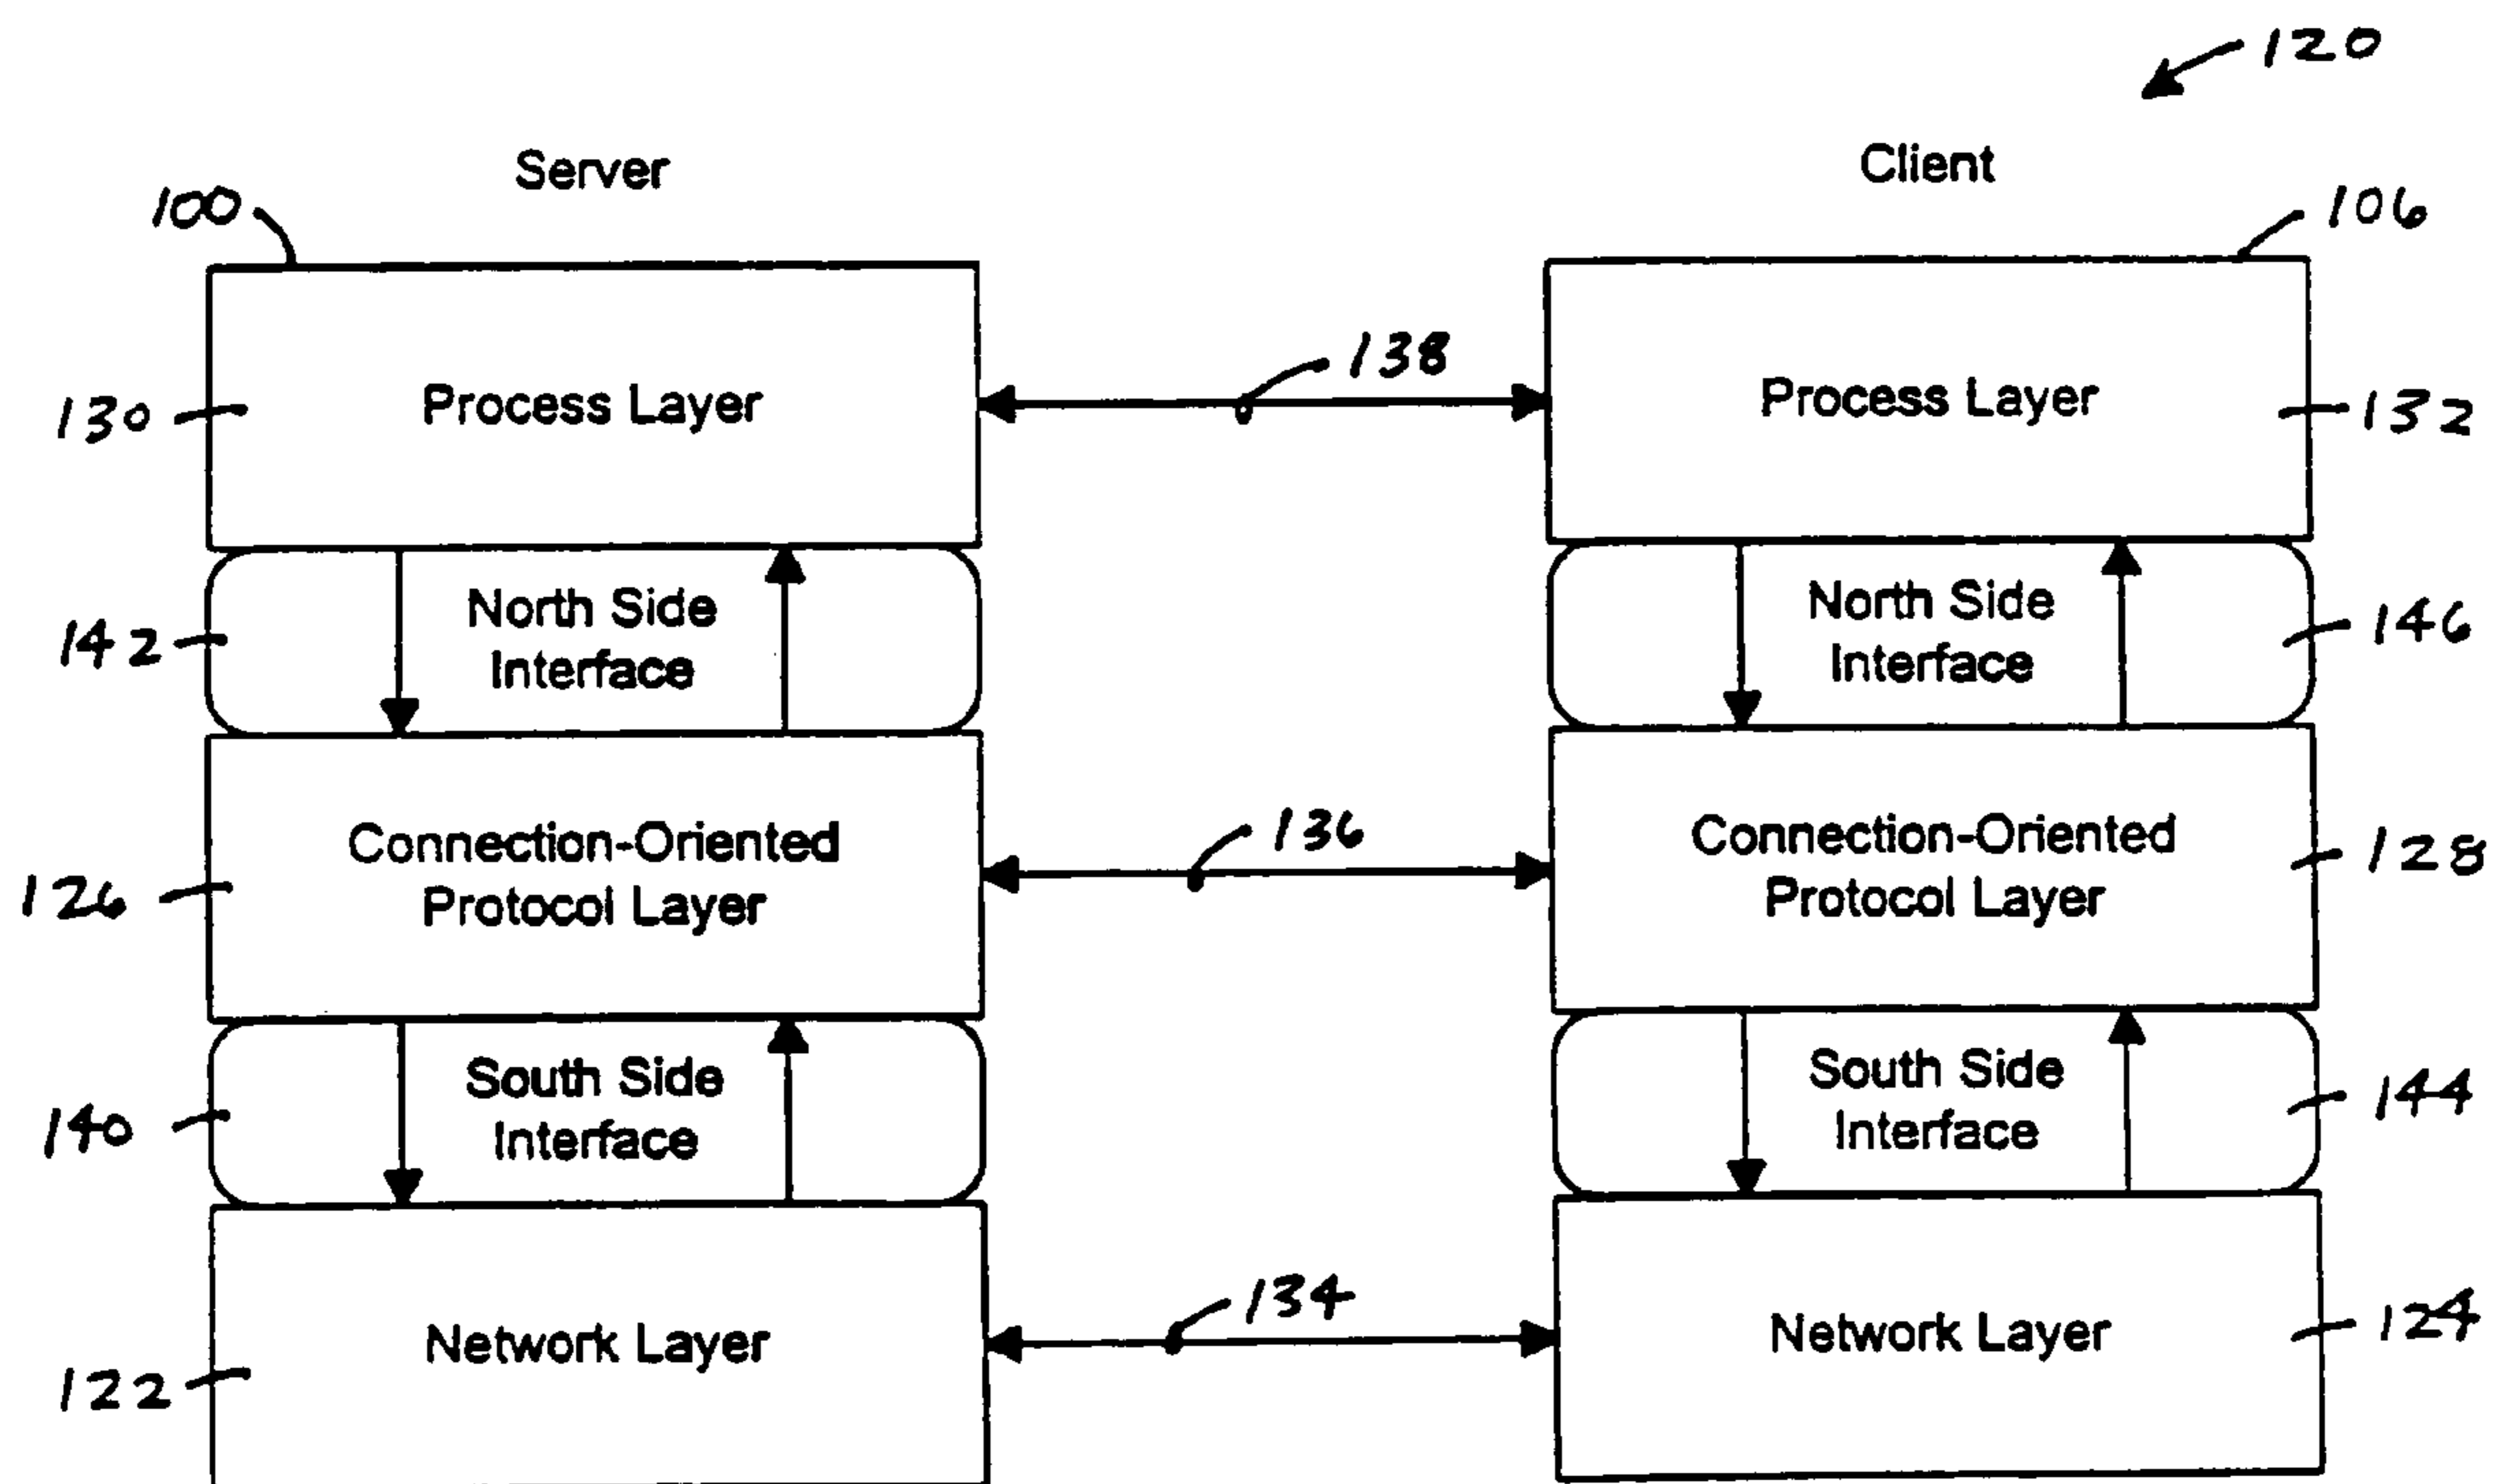 120
Server
Client
100
106
138
130
Process Layer
Process Layer
132
142
North Side
Interface
North Side
Interface
146
136
126
Connection-Oriented
Protocol Layer
Connection-Oriented
Protocol Layer
128
140
South Side
Interface
South Side
Interface
144
134
122
Network Layer
Network Layer
124